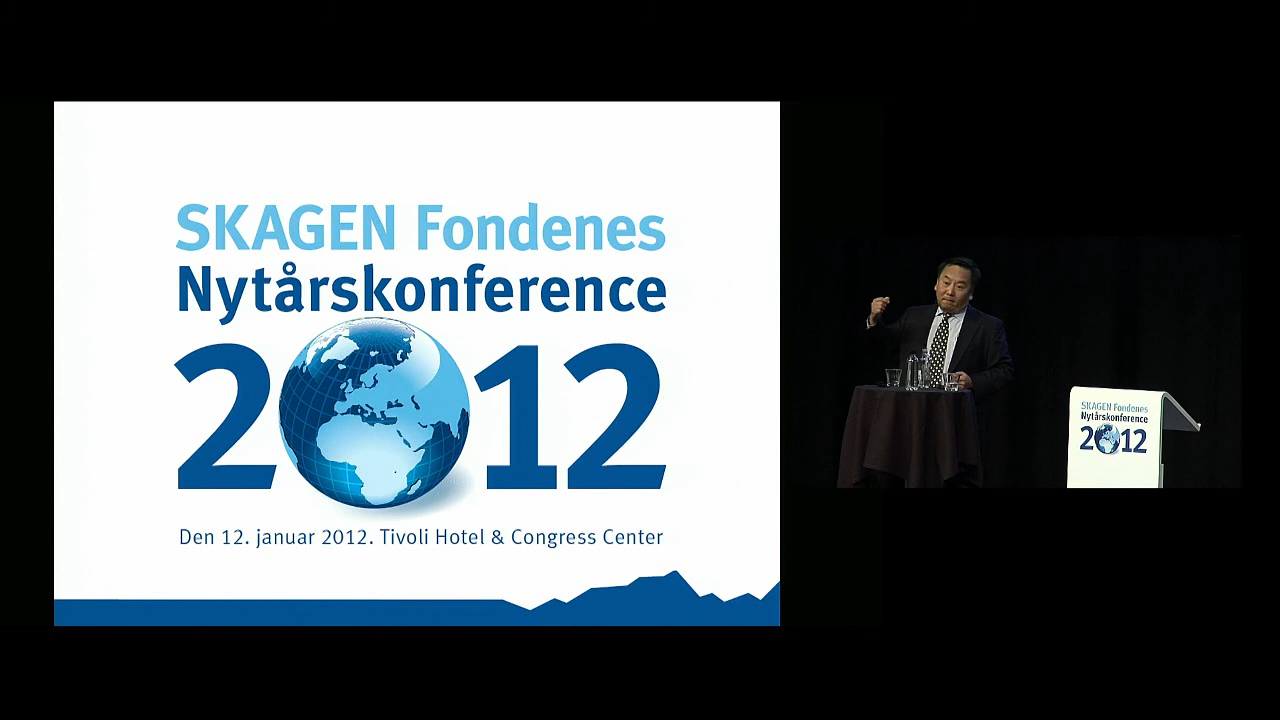 SKAGEN Fondenes
Nytårskonference
2012
Den 12. januar 2012. Tivoli Hotel & Congress Center
SKAGEN Fondenes
Nytårskonference
2012